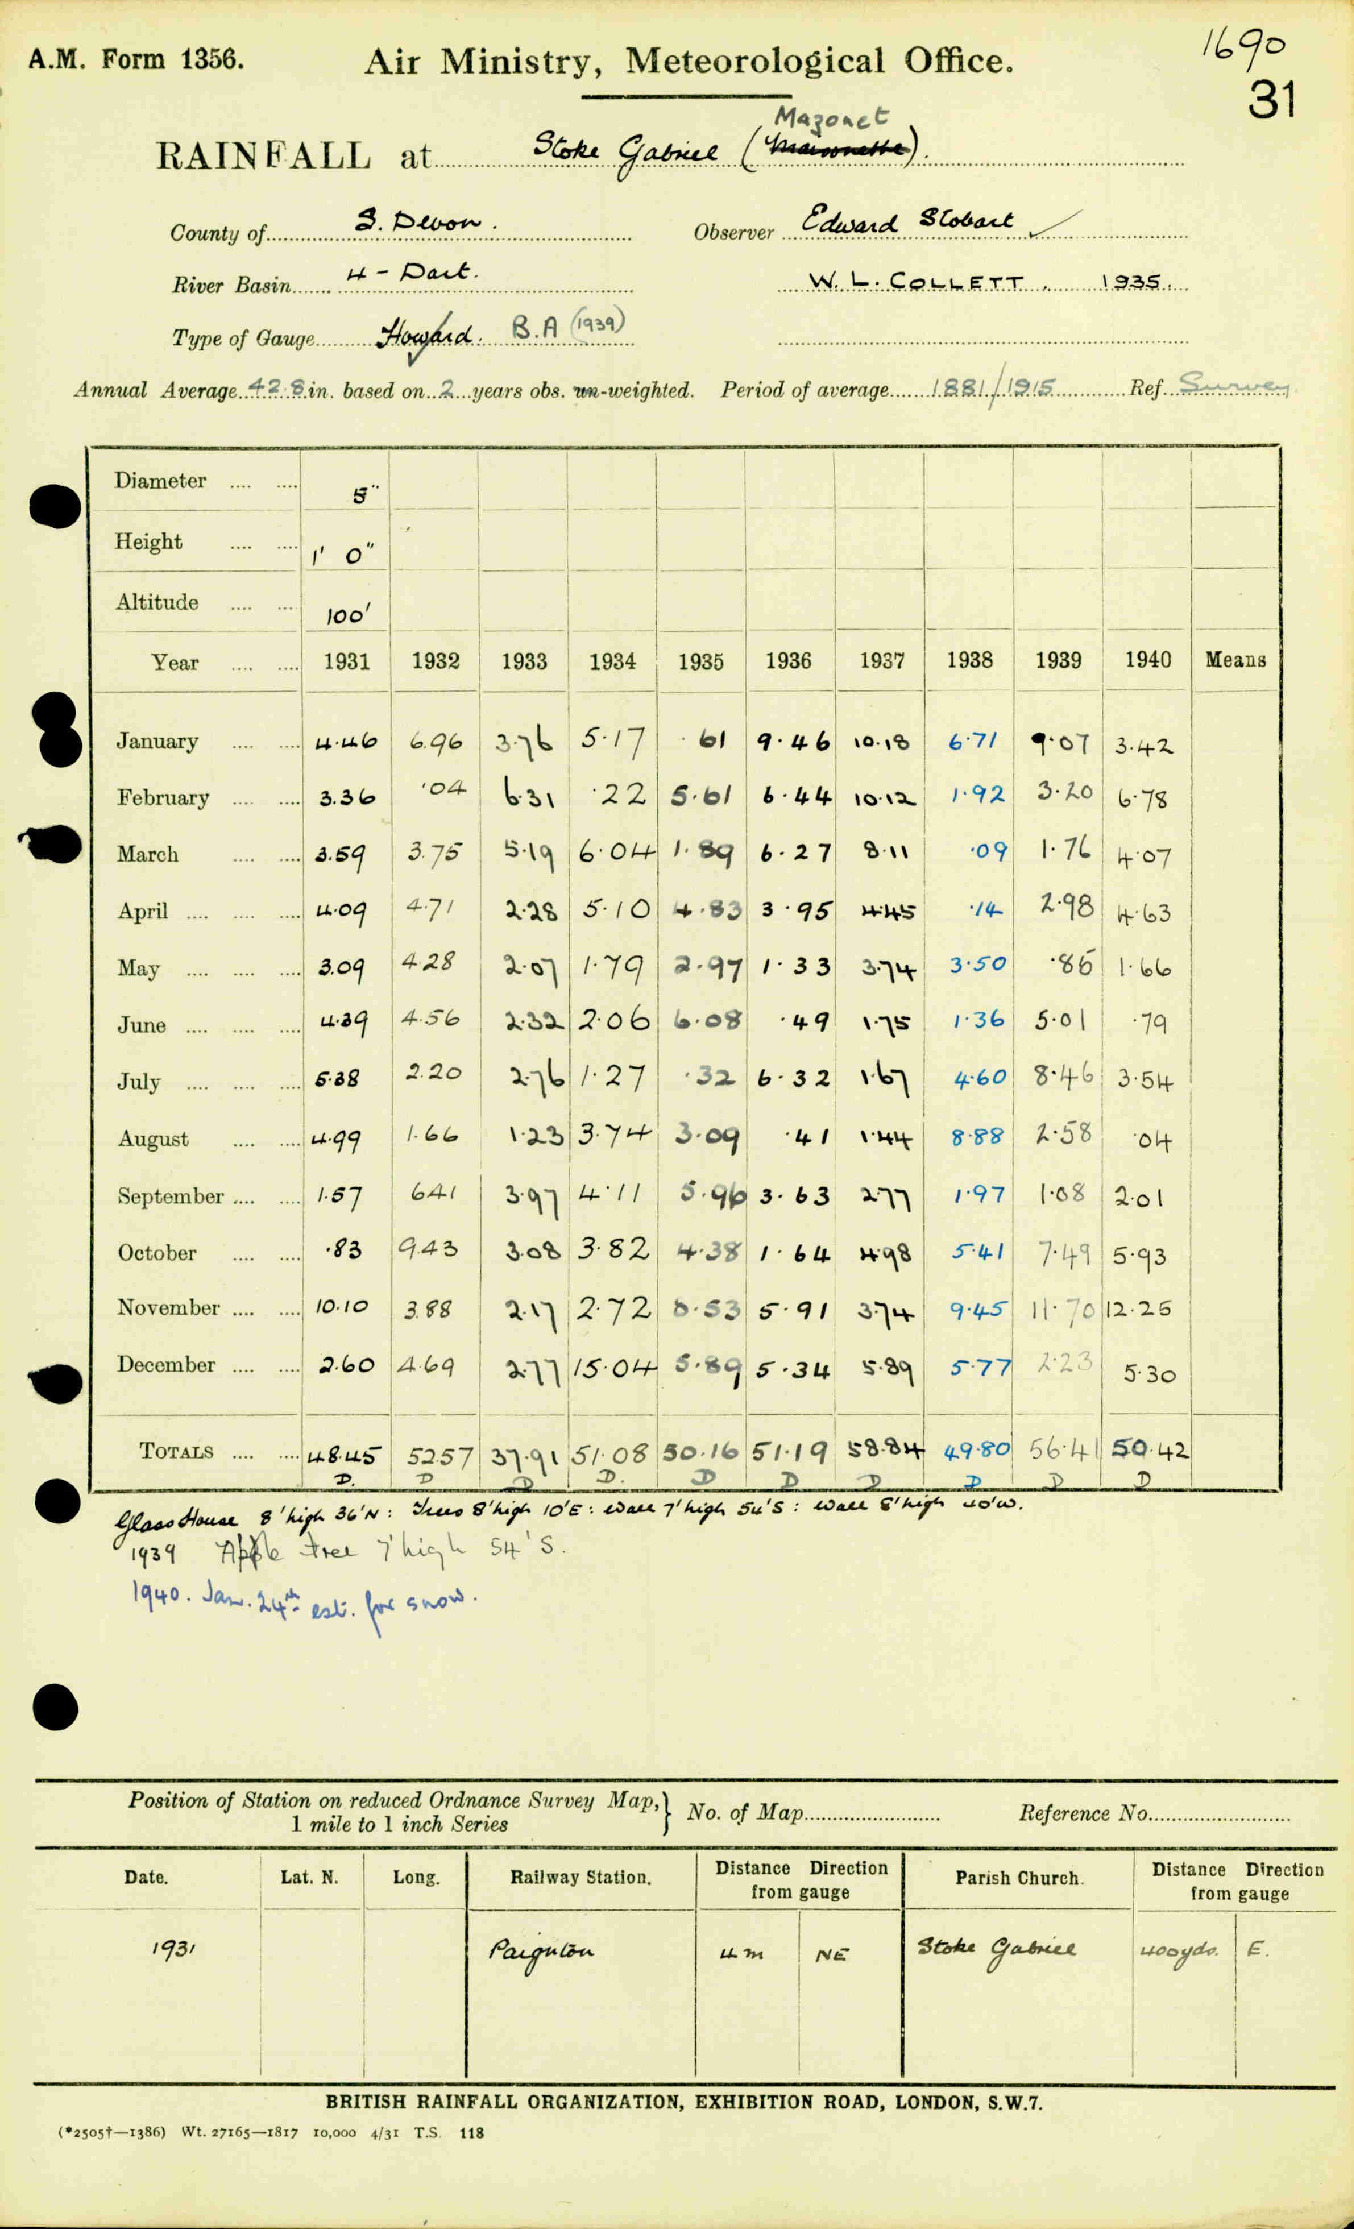 1690
A.M. Form 1356. Air Ministry, Meteorological Office.
31
Mazonet
RAINFALL at Stoke Gabriel (Maisonette).
County of S. Devon. Observer Edward Stobart ✓
River Basin 4 - Dart. W. L. COLLETT. 1935.
Type of Gauge Howard. B.A (1939)
Annual Average 42.8 in. based on 2 years obs. un-weighted. Period of average 1881/1915 Ref. Survey
Diameter 5"
Height 1' 0"
Altitude 100'
Year 1931 1932 1933 1934 1935 1936 1937 1938 1939 1940 Means
January 4.46 6.96 3.76 5.17 .61 9.46 10.18 6.71 9.07 3.42
February 3.36 .04 6.31 .22 5.61 6.44 10.12 1.92 3.20 6.78
March 3.59 3.75 5.19 6.04 1.89 6.27 8.11 .09 1.76 4.07
April 4.09 4.71 2.28 5.10 4.83 3.95 4.45 .14 2.98 4.63
May 3.09 4.28 2.07 1.79 2.97 1.33 3.74 3.50 .85 1.66
June 4.39 4.56 2.32 2.06 6.08 .49 1.75 1.36 5.01 .79
July 5.38 2.20 2.76 1.27 .32 6.32 1.67 4.60 8.46 3.54
August 4.99 1.66 1.23 3.74 3.09 .41 1.44 8.88 2.58 .04
September 1.57 6.41 3.97 4.11 5.96 3.63 2.77 1.97 1.08 2.01
October .83 9.43 3.08 3.82 4.38 1.64 4.98 5.41 7.49 5.93
November 10.10 3.88 2.17 2.72 8.53 5.91 3.74 9.45 11.70 12.25
December 2.60 4.69 2.77 15.04 5.89 5.34 5.89 5.77 2.23 5.30
TOTALS 48.45 52.57 37.91 51.08 50.16 51.19 58.84 49.80 56.41 50.42
D. D D D. D D D D D D
Glass House 8' high 36' N: Trees 8' high 10' E: Wall 7' high 54' S: Wall 8' high 40' W.
1939 Apple tree 7' high 54' S.
1940. Jan. 24th est. for snow.
Position of Station on reduced Ordnance Survey Map, 1 mile to 1 inch Series } No. of Map Reference No.
Date. Lat. N. Long. Railway Station. Distance Direction from gauge Parish Church. Distance Direction from gauge
1931 Paignton 4 m NE Stoke Gabriel 400 yds. E.
BRITISH RAINFALL ORGANIZATION, EXHIBITION ROAD, LONDON, S.W.7.
(*2505†—1386) Wt. 27165—1817 10,000 4/31 T.S. 118